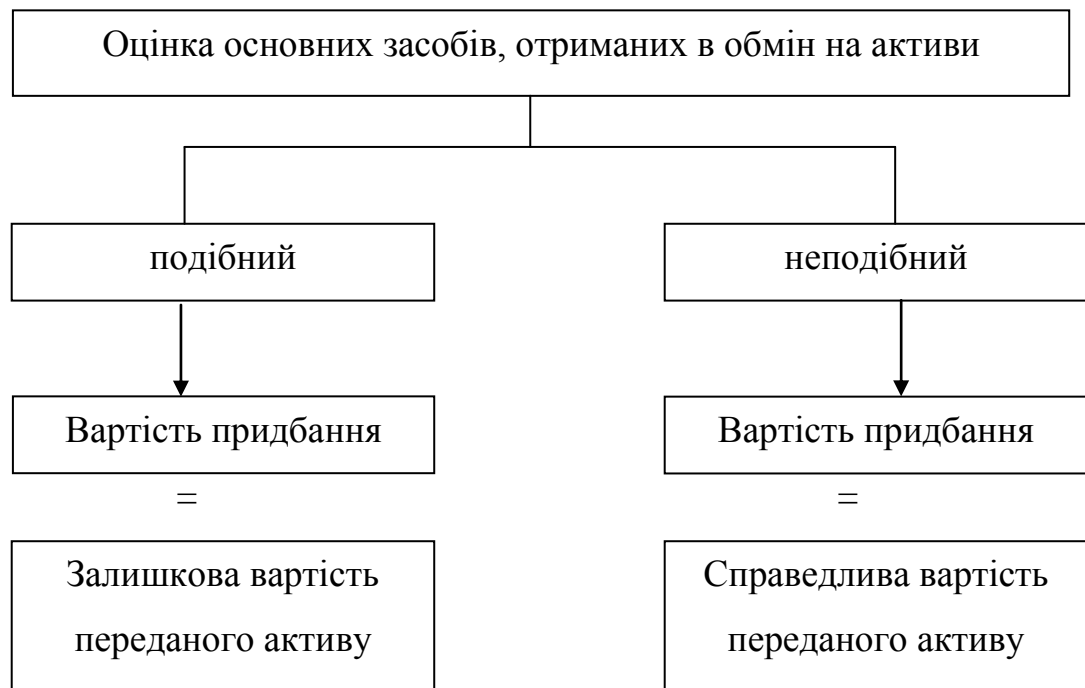 Оцінка основних засобів, отриманих в обмін на активи
подібний
неподібний
Вартість придбання
Вартість придбання
=
=
Залишкова вартість
переданого активу
Справедлива вартість
переданого активу